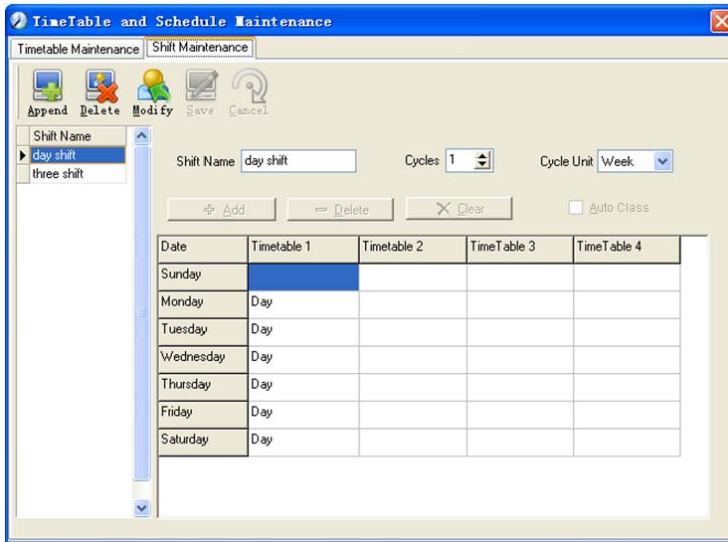 TimeTable and Schedule Maintenance
Timetable Maintenance Shift Maintenance
Append Delete Modify Save Cancel
Shift Name
day shift
three shift
Shift Name day shift Cycles 1 Cycle Unit Week
Add Delete Clear Auto Class
Date Timetable 1 Timetable 2 TimeTable 3 TimeTable 4
Sunday
Monday Day
Tuesday Day
Wednesday Day
Thursday Day
Friday Day
Saturday Day